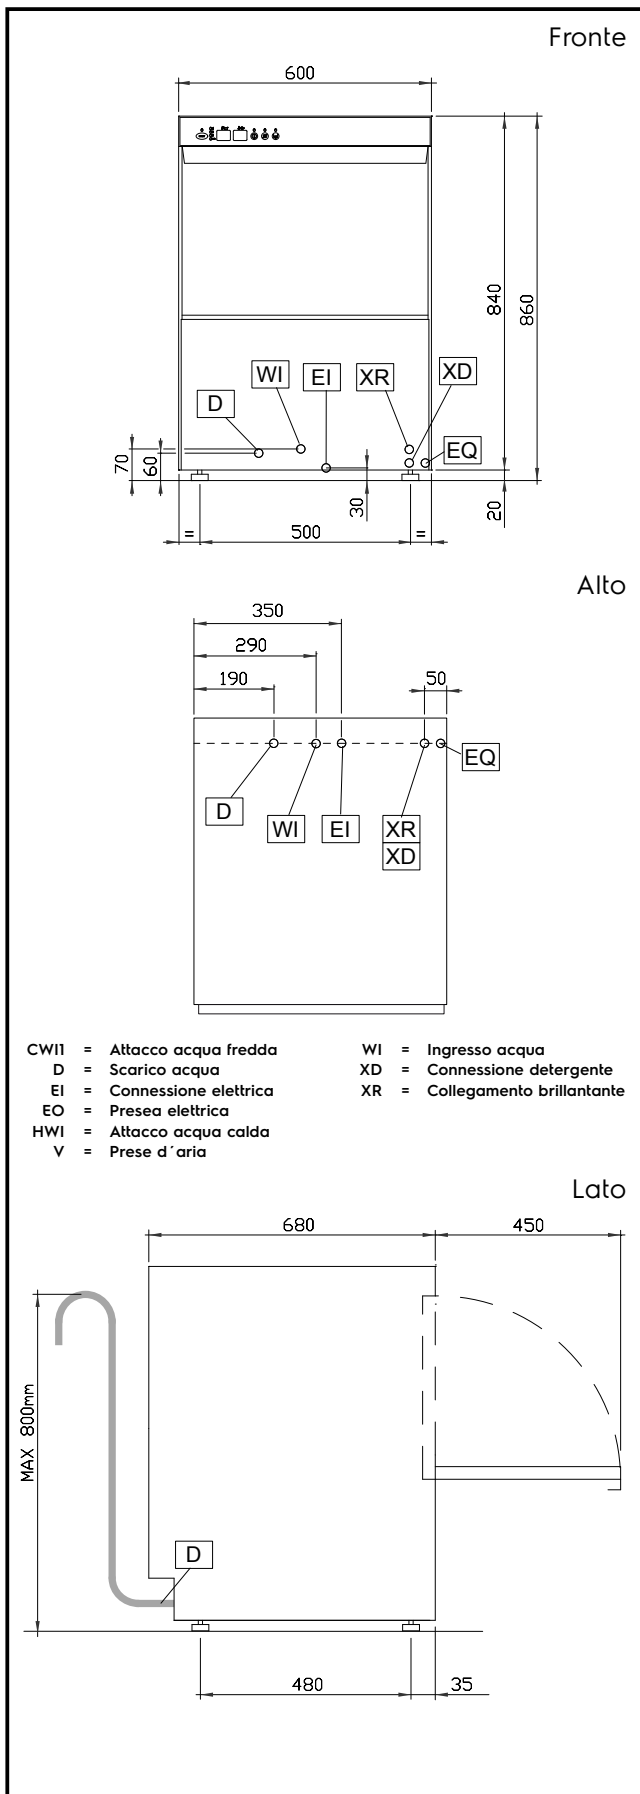 Fronte
600
840
860
WI
EI
XR
XD
D
EQ
70
60
30
20
=
500
=
Alto
350
290
190
50
EQ
D
WI
EI
XR
XD
CWI1 = Attacco acqua fredda
D = Scarico acqua
EI = Connessione elettrica
EO = Presea elettrica
HWI = Attacco acqua calda
V = Prese d´aria
WI = Ingresso acqua
XD = Connessione detergente
XR = Collegamento brillantante
Lato
680
450
MAX 800mm
D
480
35